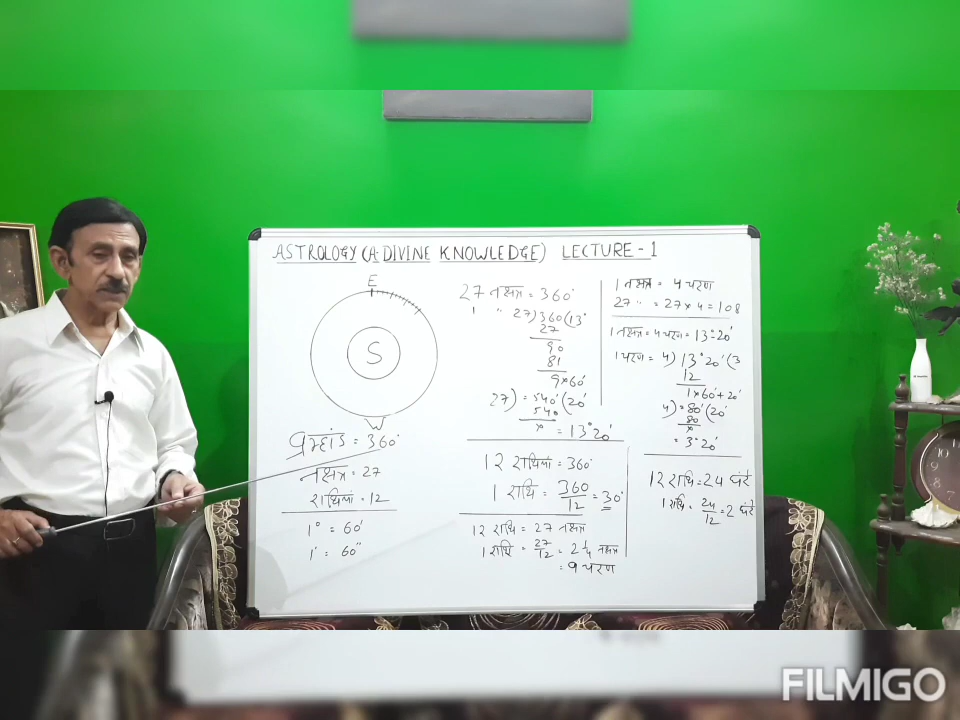 ASTROLOGY (A DIVINE KNOWLEDGE) LECTURE - 1
E
S
W
ब्रम्हांड = 360°
नक्षत्र = 27
राशियां = 12
1° = 60'
1' = 60"
27 नक्षत्र = 360°
1 " 27) 360 (13°
27
90
81
9×60'
27) = 540' (20'
540
×
= 13°20'
12 राशियां = 360°
1 राशि = 360/12 = 30°
12 राशि = 27 नक्षत्र
1 राशि = 27/12 = 2 1/4 नक्षत्र
= 9 चरण
1 नक्षत्र = 4 चरण
27 " = 27×4 = 108
1 नक्षत्र = 4 चरण = 13°20'
1 चरण = 4) 13°20' (3
12
1×60+20'
4) = 80' (20'
80
×
= 3°20'
12 राशि = 24 घंटे
1 राशि = 24/12 = 2 घंटे
FILMIGO